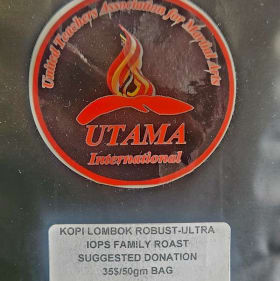 United Teachers Association for Martial Arts
UTAMA
International
KOPI LOMBOK ROBUST-ULTRA
IOPS FAMILY ROAST
SUGGESTED DONATION
35$/50gm BAG